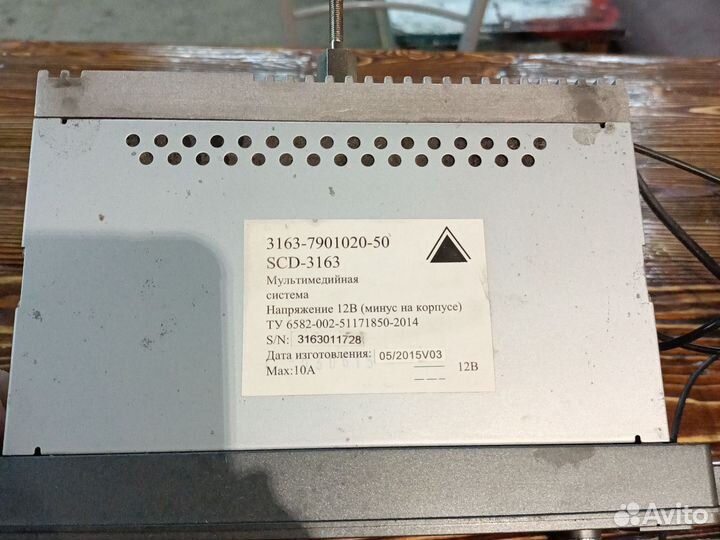 3163-7901020-50
SCD-3163
Мультимедийная
система
Напряжение 12В (минус на корпусе)
ТУ 6582-002-51171850-2014
S/N: 3163011728
Дата изготовления: 05/2015V03
Max:10A 12В
Avito